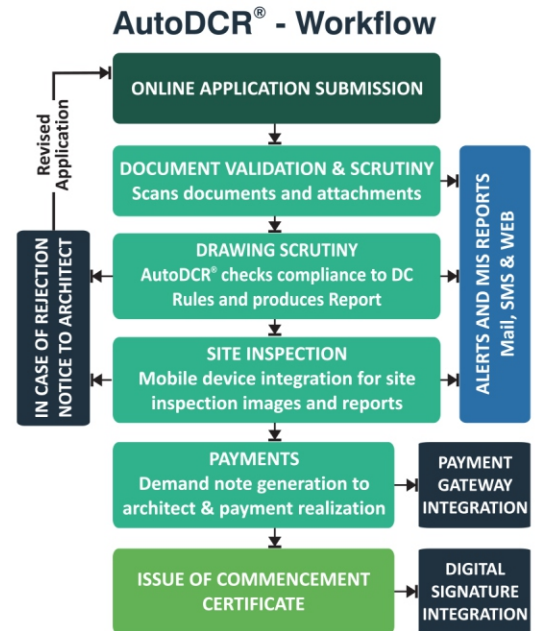 AutoDCR® - Workflow
ONLINE APPLICATION SUBMISSION
Revised
Application
DOCUMENT VALIDATION & SCRUTINY
Scans documents and attachments
DRAWING SCRUTINY
AutoDCR® checks compliance to DC
Rules and produces Report
SITE INSPECTION
Mobile device integration for site
inspection images and reports
IN CASE OF REJECTION
NOTICE TO ARCHITECT
ALERTS AND MIS REPORTS
Mail, SMS & WEB
PAYMENTS
Demand note generation to
architect & payment realization
PAYMENT
GATEWAY
INTEGRATION
ISSUE OF COMMENCEMENT
CERTIFICATE
DIGITAL
SIGNATURE
INTEGRATION